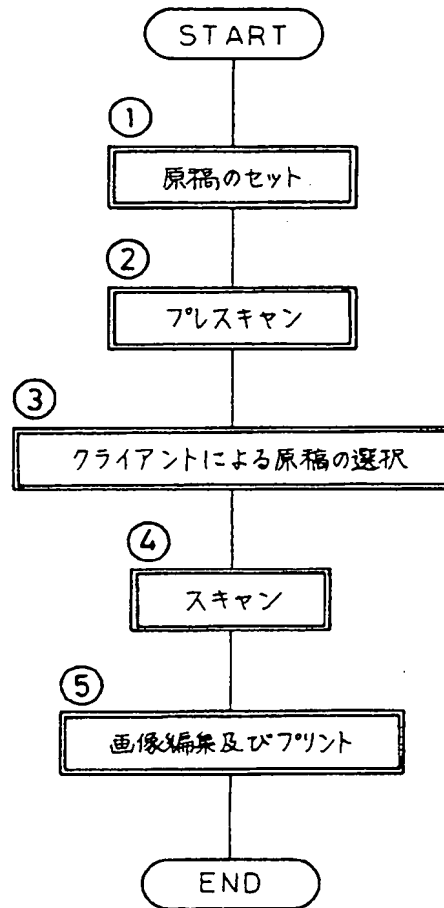 START
①
原稿のセット
②
プレスキャン
③
クライアントによる原稿の選択
④
スキャン
⑤
画像編集及びプリント
END